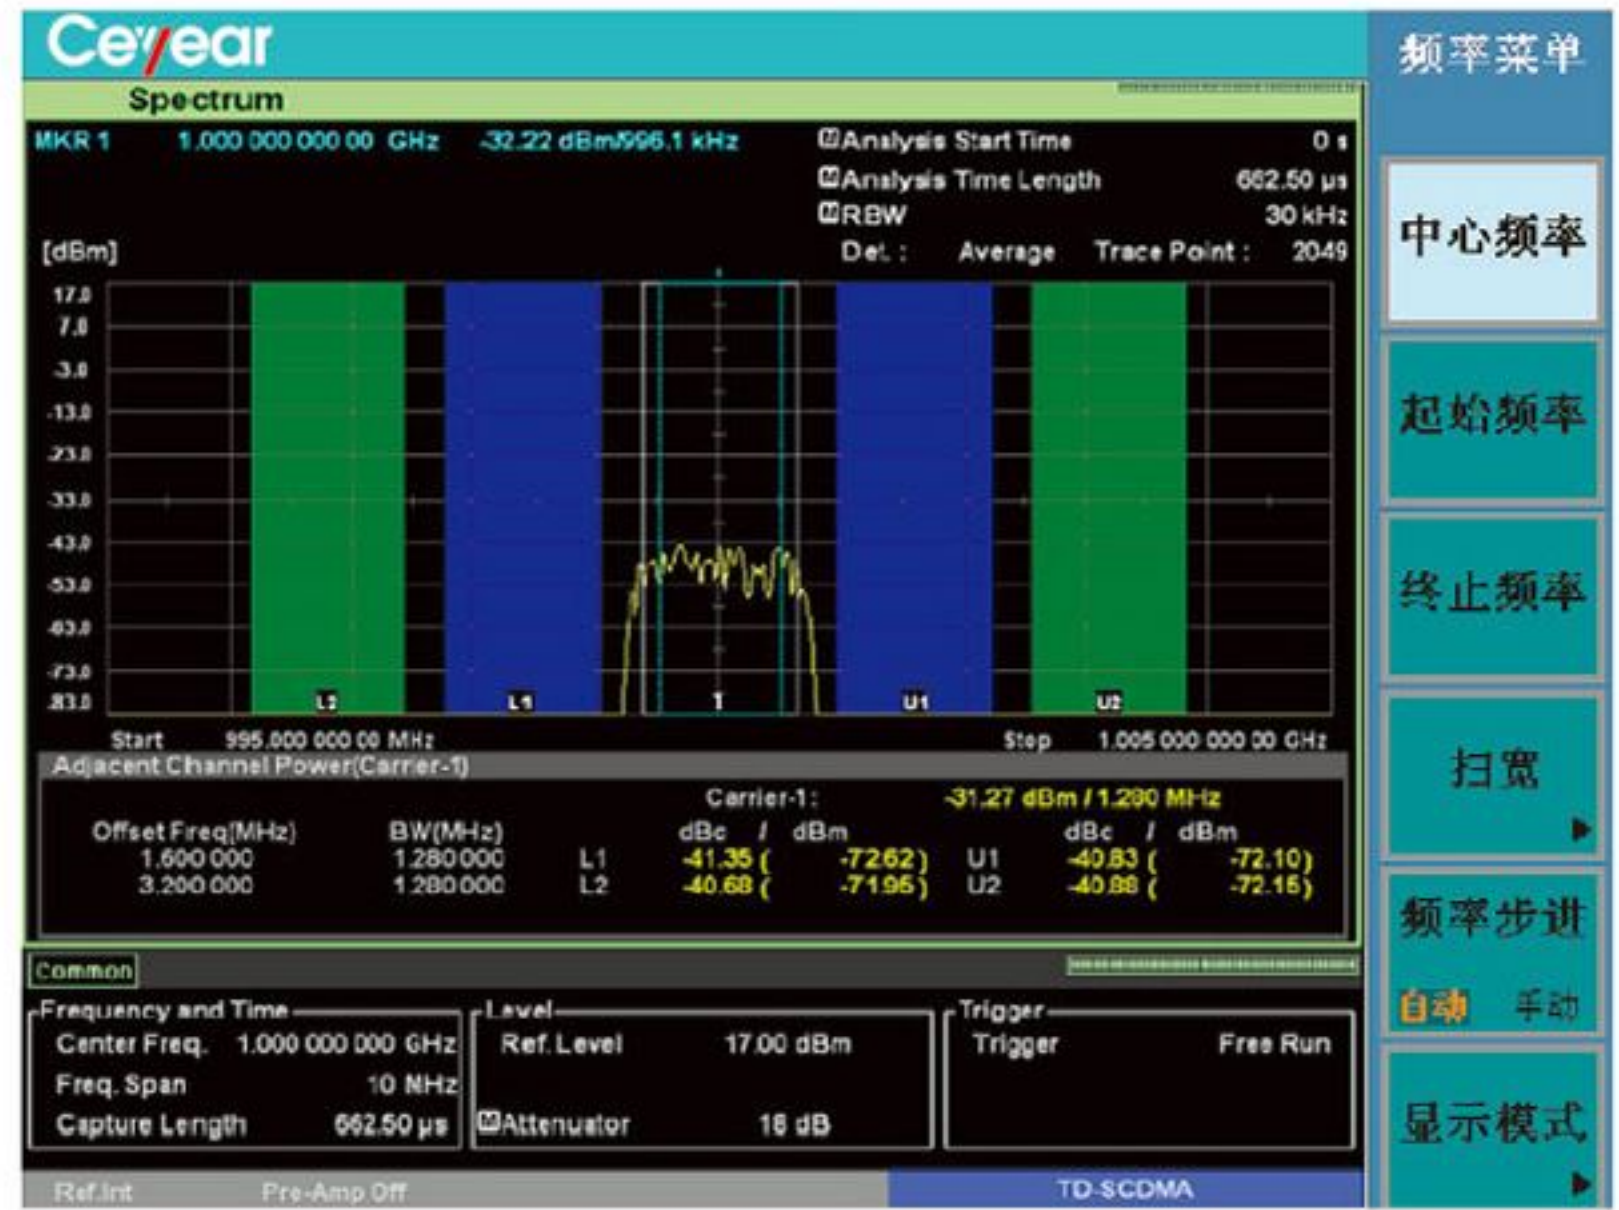 Ceyear
频率菜单
Spectrum
MKR 1 1.000 000 000 00 GHz -32.22 dBm/996.1 kHz
MAnalysis Start Time 0 s
MAnalysis Time Length 662.50 µs
MRBW 30 kHz
[dBm] Det. : Average Trace Point : 2049
中心频率
17.0
7.0
-3.0
-13.0
-23.0
-33.0
-43.0
-53.0
-63.0
-73.0
-83.0
L2 L1 1 U1 U2
起始频率
终止频率
Start 995.000 000 00 MHz Stop 1.005 000 000 00 GHz
扫宽
Adjacent Channel Power(Carrier-1)
Carrier-1: -31.27 dBm / 1.280 MHz
Offset Freq(MHz) BW(MHz) dBc / dBm dBc / dBm
1.600 000 1.280 000 L1 -41.35 ( -72.62) U1 -40.83 ( -72.10)
3.200 000 1.280 000 L2 -40.68 ( -71.95) U2 -40.88 ( -72.15)
频率步进
自动 手动
Common
Frequency and Time Level Trigger
Center Freq. 1.000 000 000 GHz Ref.Level 17.00 dBm Trigger Free Run
Freq. Span 10 MHz
Capture Length 662.50 µs MAttenuator 18 dB
显示模式
Ref.Int Pre-Amp Off TD-SCDMA